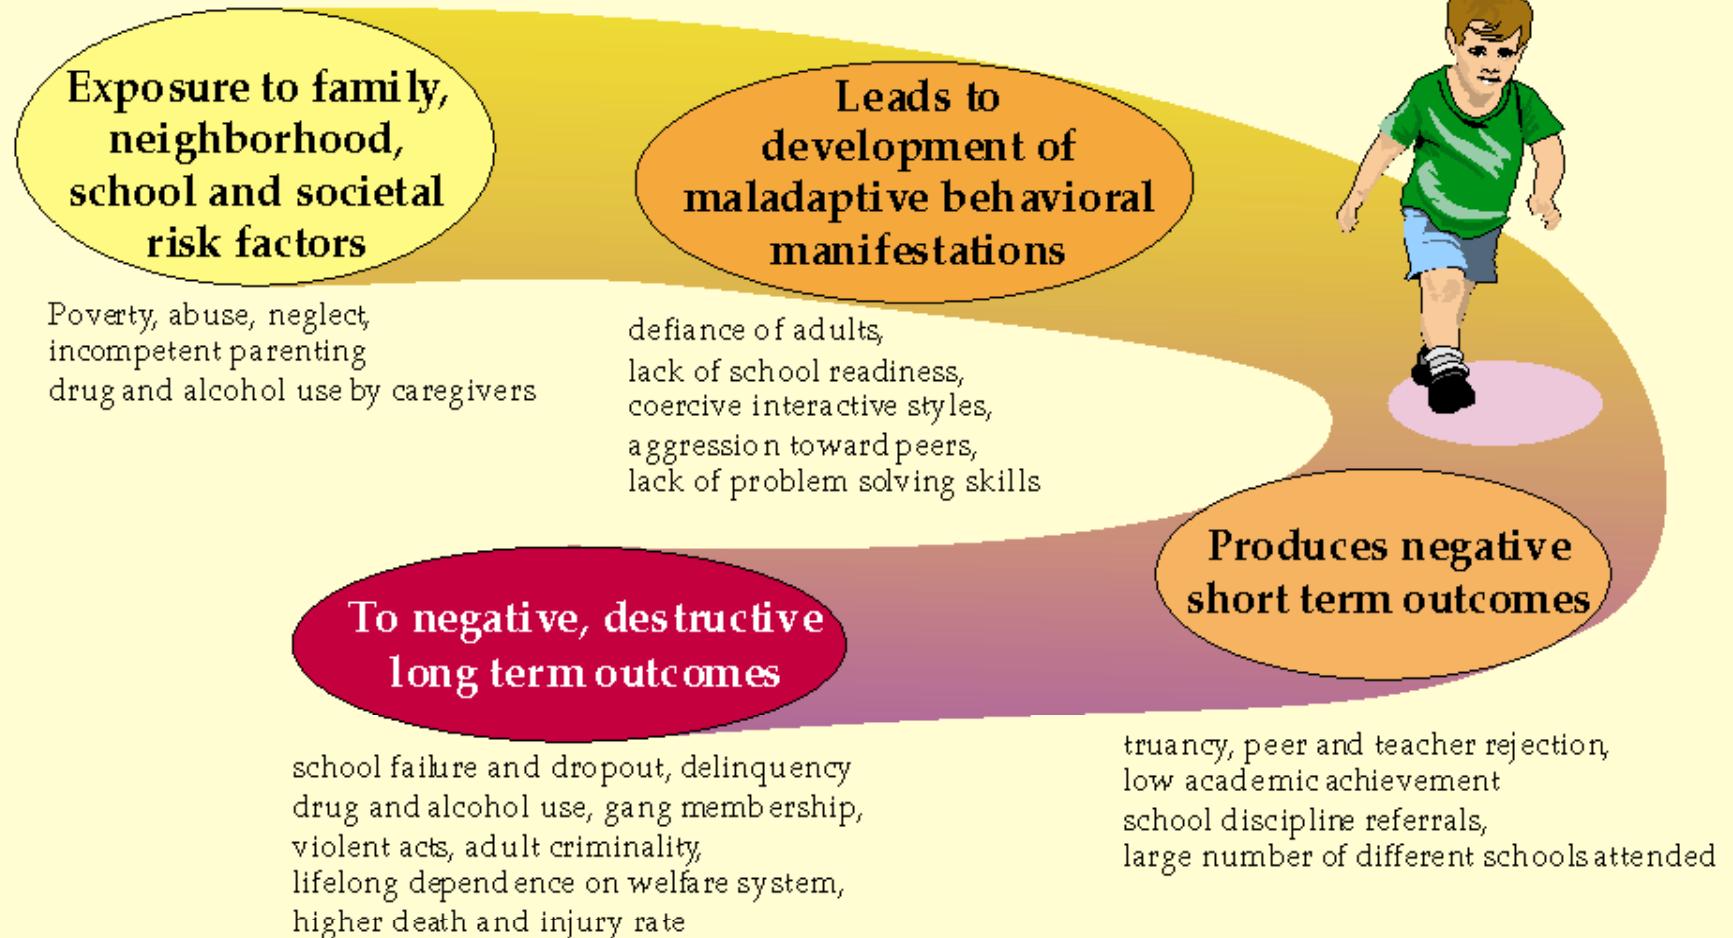 Exposure to family,
neighborhood,
school and societal
risk factors
Poverty, abuse, neglect,
incompetent parenting
drug and alcohol use by caregivers
Leads to
development of
maladaptive behavioral
manifestations
defiance of adults,
lack of school readiness,
coercive interactive styles,
aggression toward peers,
lack of problem solving skills
Produces negative
short term outcomes
truancy, peer and teacher rejection,
low academic achievement
school discipline referrals,
large number of different schools attended
To negative, destructive
long term outcomes
school failure and dropout, delinquency
drug and alcohol use, gang membership,
violent acts, adult criminality,
lifelong dependence on welfare system,
higher death and injury rate